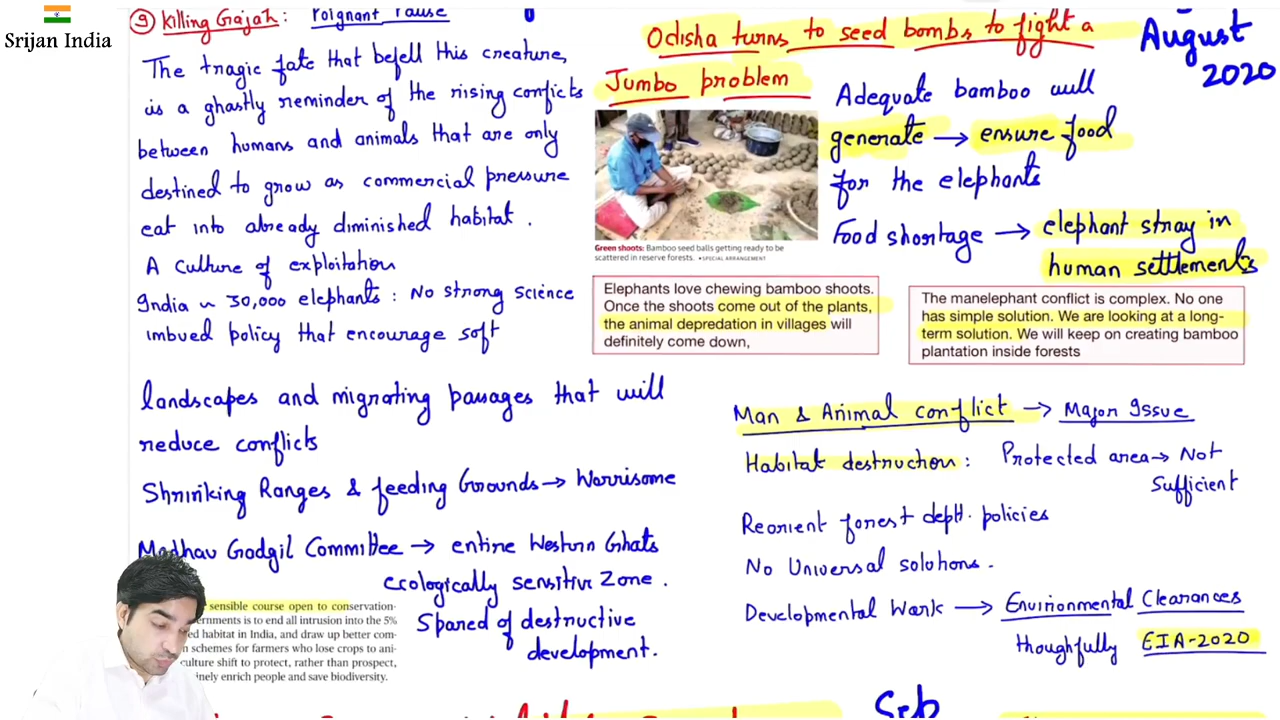 Srijan India
9 Killing Gajah: Poignant Pause
The tragic fate that befell this creature,
is a ghastly reminder of the rising conficts
between humans and animals that are only
destined to grow as commercial pressure
eat into already diminished habitat.
A culture of exploitation
India ~ 30,000 elephants: No strong science
imbued policy that encourage soft
landscapes and migrating passages that will
reduce conflicts
Shrinking Ranges & feeding Grounds → Worrisome
Madhav Godgil Committee → entire Western Ghats
ecologically sensitive Zone.
Spared of destructive
development.
sensible course open to conservation-
ernments is to end all intrusion into the 5%
ed habitat in India, and draw up better com-
n schemes for farmers who lose crops to ani-
culture shift to protect, rather than prospect,
inely enrich people and save biodiversity.
Odisha turns to seed bombs to fight a
Jumbo problem
August
2020
Adequate bamboo will
generate → ensure food
for the elephants
Food shortage → elephant stray in
human settlements
Green shoots: Bamboo seed balls getting ready to be
scattered in reserve forests. •SPECIAL ARRANGEMENT
Elephants love chewing bamboo shoots.
Once the shoots come out of the plants,
the animal depredation in villages will
definitely come down,
The manelephant conflict is complex. No one
has simple solution. We are looking at a long-
term solution. We will keep on creating bamboo
plantation inside forests
Man & Animal conflict → Major Issue
Habitat destruction: Protected area → Not
Sufficient
Reorient forest deptt. policies
No Universal solutions.
Developmental Work → Environmental Clearances
thoughfully EIA-2020
Sep